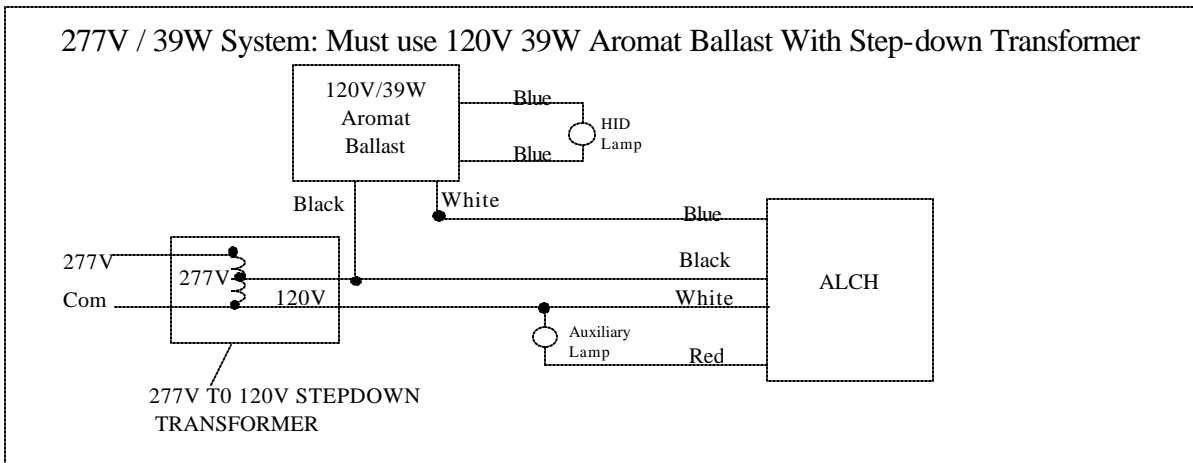 277V / 39W System: Must use 120V 39W Aromat Ballast With Step-down Transformer
120V/39W
Aromat
Ballast
Blue
HID
Lamp
Blue
Black
White
Blue
277V
277V
Black
ALCH
Com
120V
White
Auxiliary
Lamp
Red
277V T0 120V STEPDOWN
TRANSFORMER